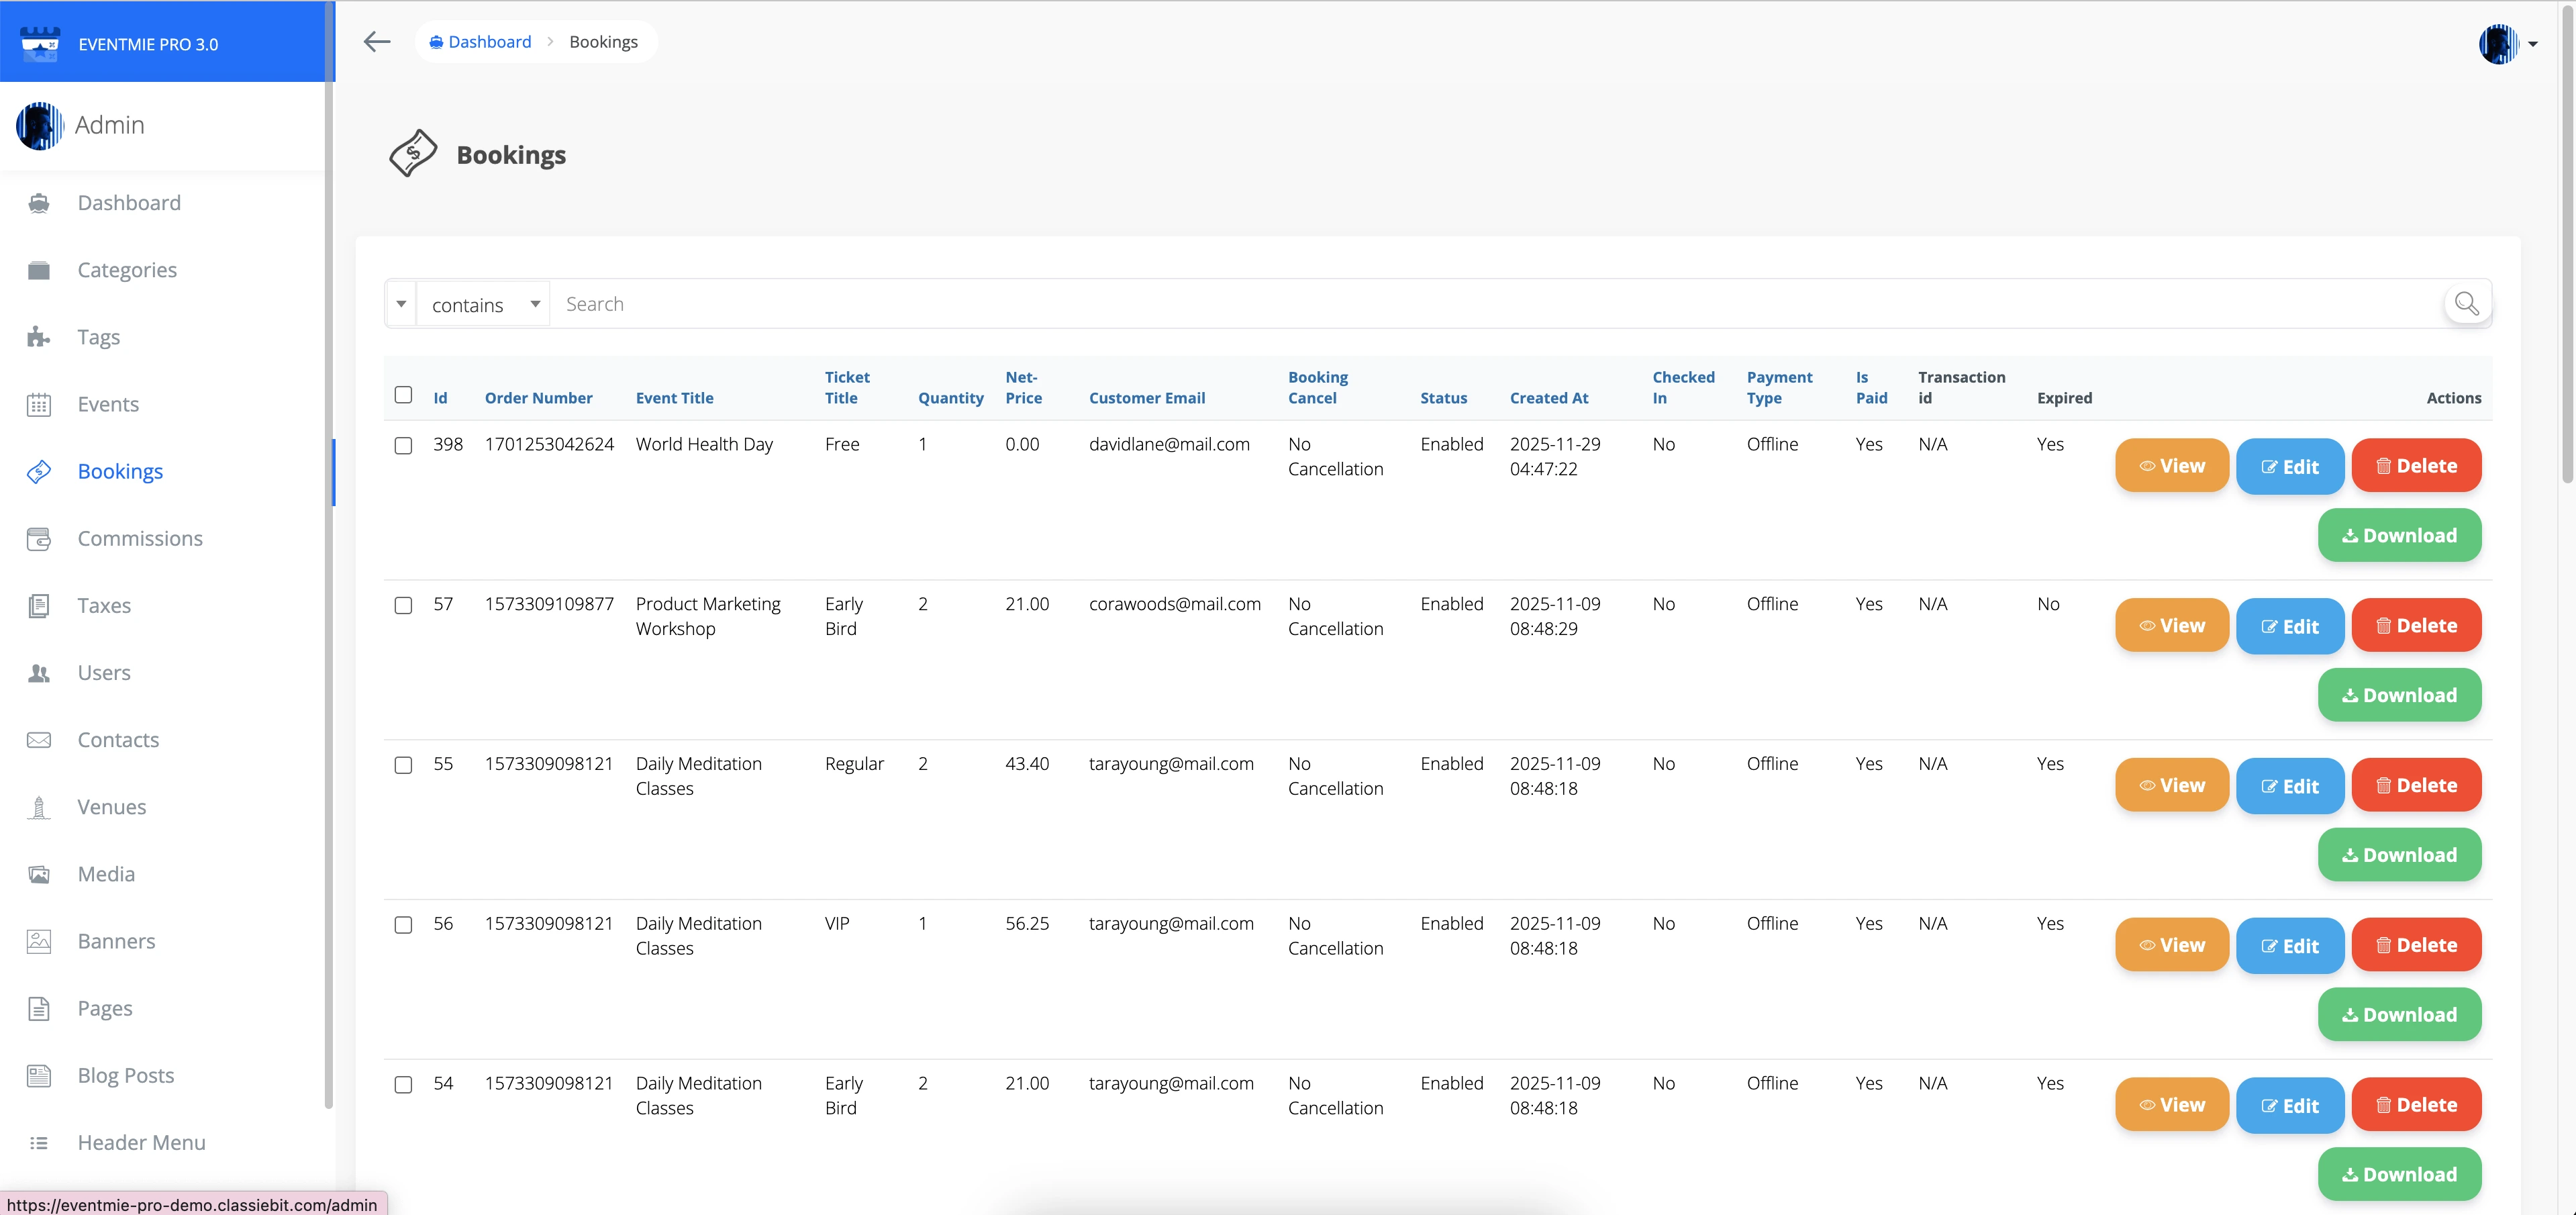 EVENTMIE PRO 3.0
Dashboard
Bookings
Admin
Dashboard
Categories
Tags
Events
Bookings
Commissions
Taxes
Users
Contacts
Venues
Media
Banners
Pages
Blog Posts
Header Menu
Bookings
contains
Search
Id Order Number Event Title Ticket Title Quantity Net-Price Customer Email Booking Cancel Status Created At Checked In Payment Type Is Paid Transaction id Expired Actions
398 1701253042624 World Health Day Free 1 0.00 davidlane@mail.com No Enabled 2025-11-29 No Offline Yes N/A Yes
Cancellation 04:47:22
View Edit Delete
Download
57 1573309109877 Product Marketing Early 2 21.00 corawoods@mail.com No Enabled 2025-11-09 No Offline Yes N/A No
Workshop Bird Cancellation 08:48:29
View Edit Delete
Download
55 1573309098121 Daily Meditation Regular 2 43.40 tarayoung@mail.com No Enabled 2025-11-09 No Offline Yes N/A Yes
Classes Cancellation 08:48:18
View Edit Delete
Download
56 1573309098121 Daily Meditation VIP 1 56.25 tarayoung@mail.com No Enabled 2025-11-09 No Offline Yes N/A Yes
Classes Cancellation 08:48:18
View Edit Delete
Download
54 1573309098121 Daily Meditation Early 2 21.00 tarayoung@mail.com No Enabled 2025-11-09 No Offline Yes N/A Yes
Classes Bird Cancellation 08:48:18
View Edit Delete
Download
https://eventmie-pro-demo.classiebit.com/admin